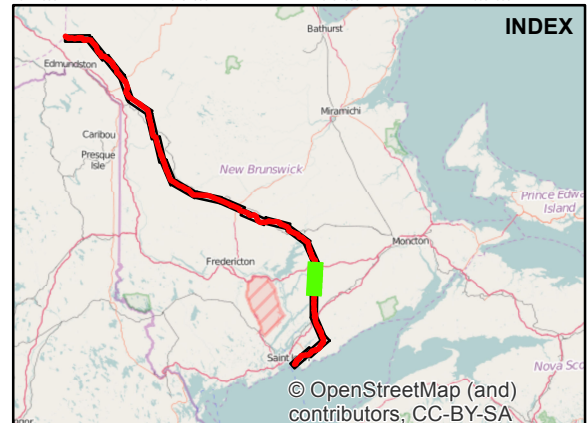 INDEX
Bathurst
Edmundston
Miramichi
Caribou
Presque
Isle
New Brunswick
Prince Edward
Island
Moncton
Fredericton
Saint
Nova
© OpenStreetMap (and)
contributors, CC-BY-SA